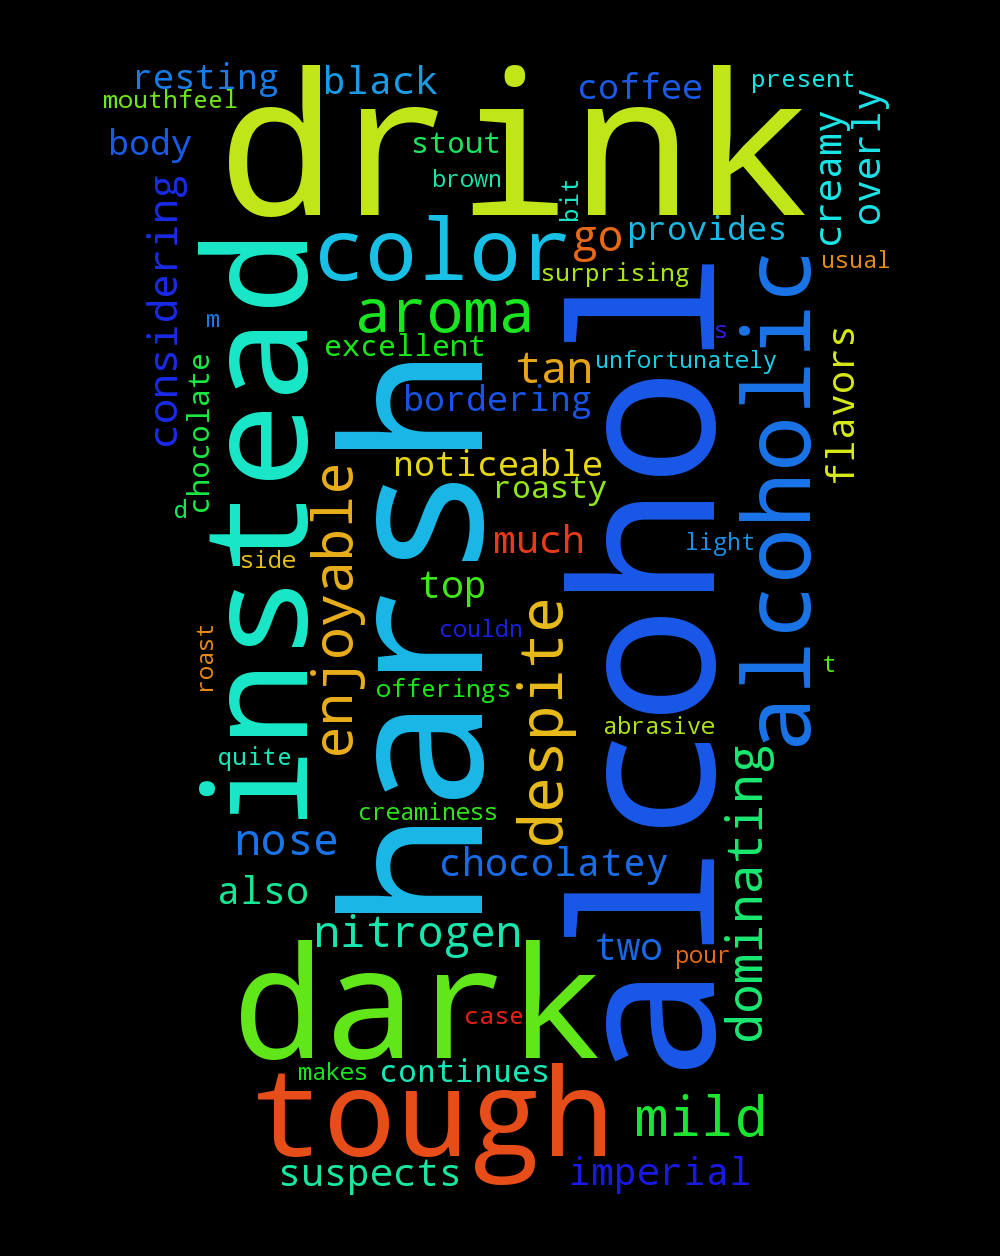 resting
black
coffee
present
mouthfeel
drink
body
stout
brown
bit
creamy
overly
considering
instead
color
go
provides
usual
surprising
m
aroma
excellent
tan
s
unfortunately
bordering
alcohol
alcoholic
flavors
chocolate
harsh
noticeable
roasty
d
enjoyable
much
light
side
top
despite
couldn
roast
t
offerings
abrasive
quite
creaminess
dominating
nose
chocolatey
also
nitrogen
two
pour
dark
case
makes
continues
tough
mild
suspects
imperial